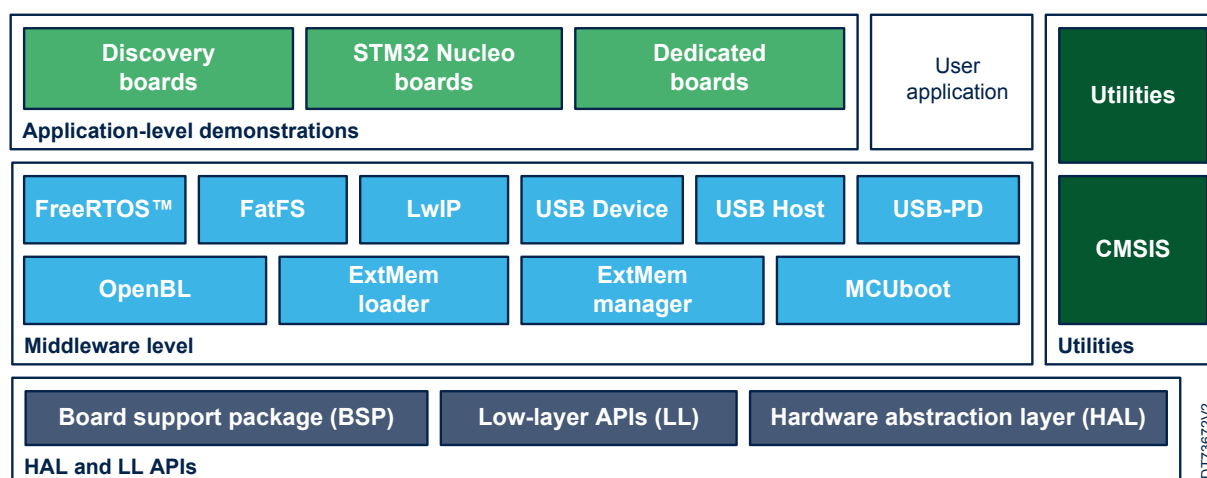 Discovery
boards
STM32 Nucleo
boards
Dedicated
boards
Application-level demonstrations
User
application
Utilities
FreeRTOS™
FatFS
LwIP
USB Device
USB Host
USB-PD
OpenBL
ExtMem
loader
ExtMem
manager
MCUboot
Middleware level
CMSIS
Utilities
Board support package (BSP)
Low-layer APIs (LL)
Hardware abstraction layer (HAL)
HAL and LL APIs
DT73672V2